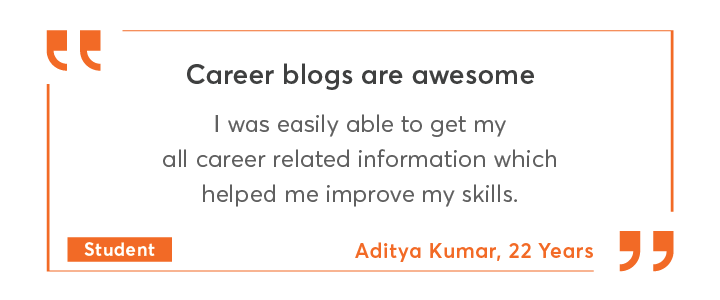 Career blogs are awesome
I was easily able to get my
all career related information which
helped me improve my skills.
Student
Aditya Kumar, 22 Years